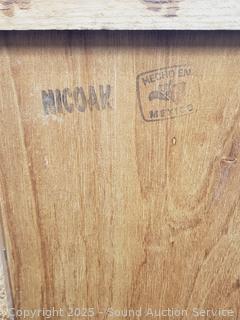 NICOAK
HECHO EN
MEXICO
Copyright 2025 - Sound Auction Service